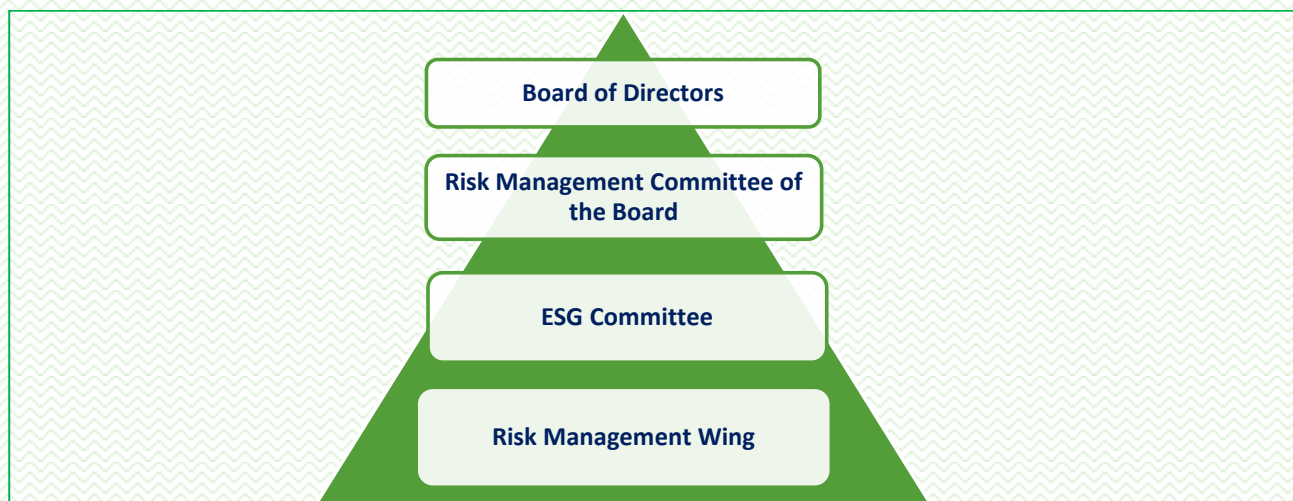 Board of Directors
Risk Management Committee of
the Board
ESG Committee
Risk Management Wing